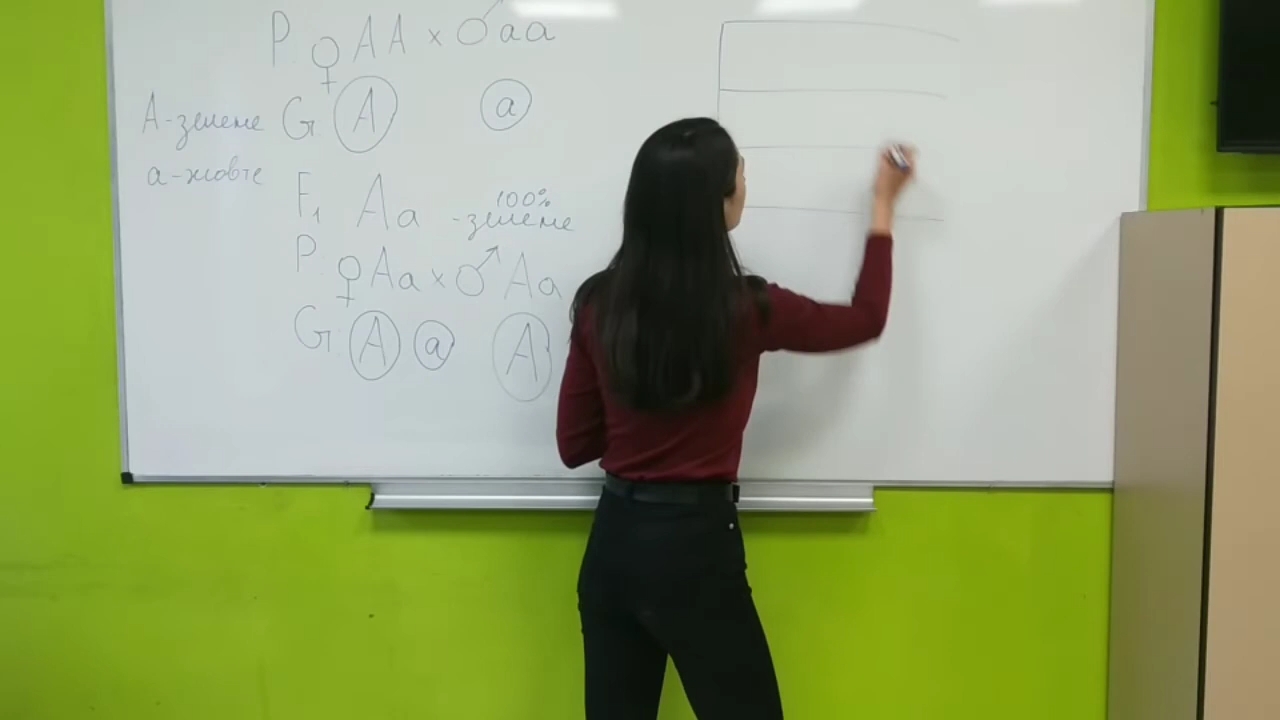 P ♀ AA × ♂ aa
А - зелене G: A a
а - жовте
F₁ Aa - зелене 100%
P: ♀ Aa × ♂ Aa
G: A a A